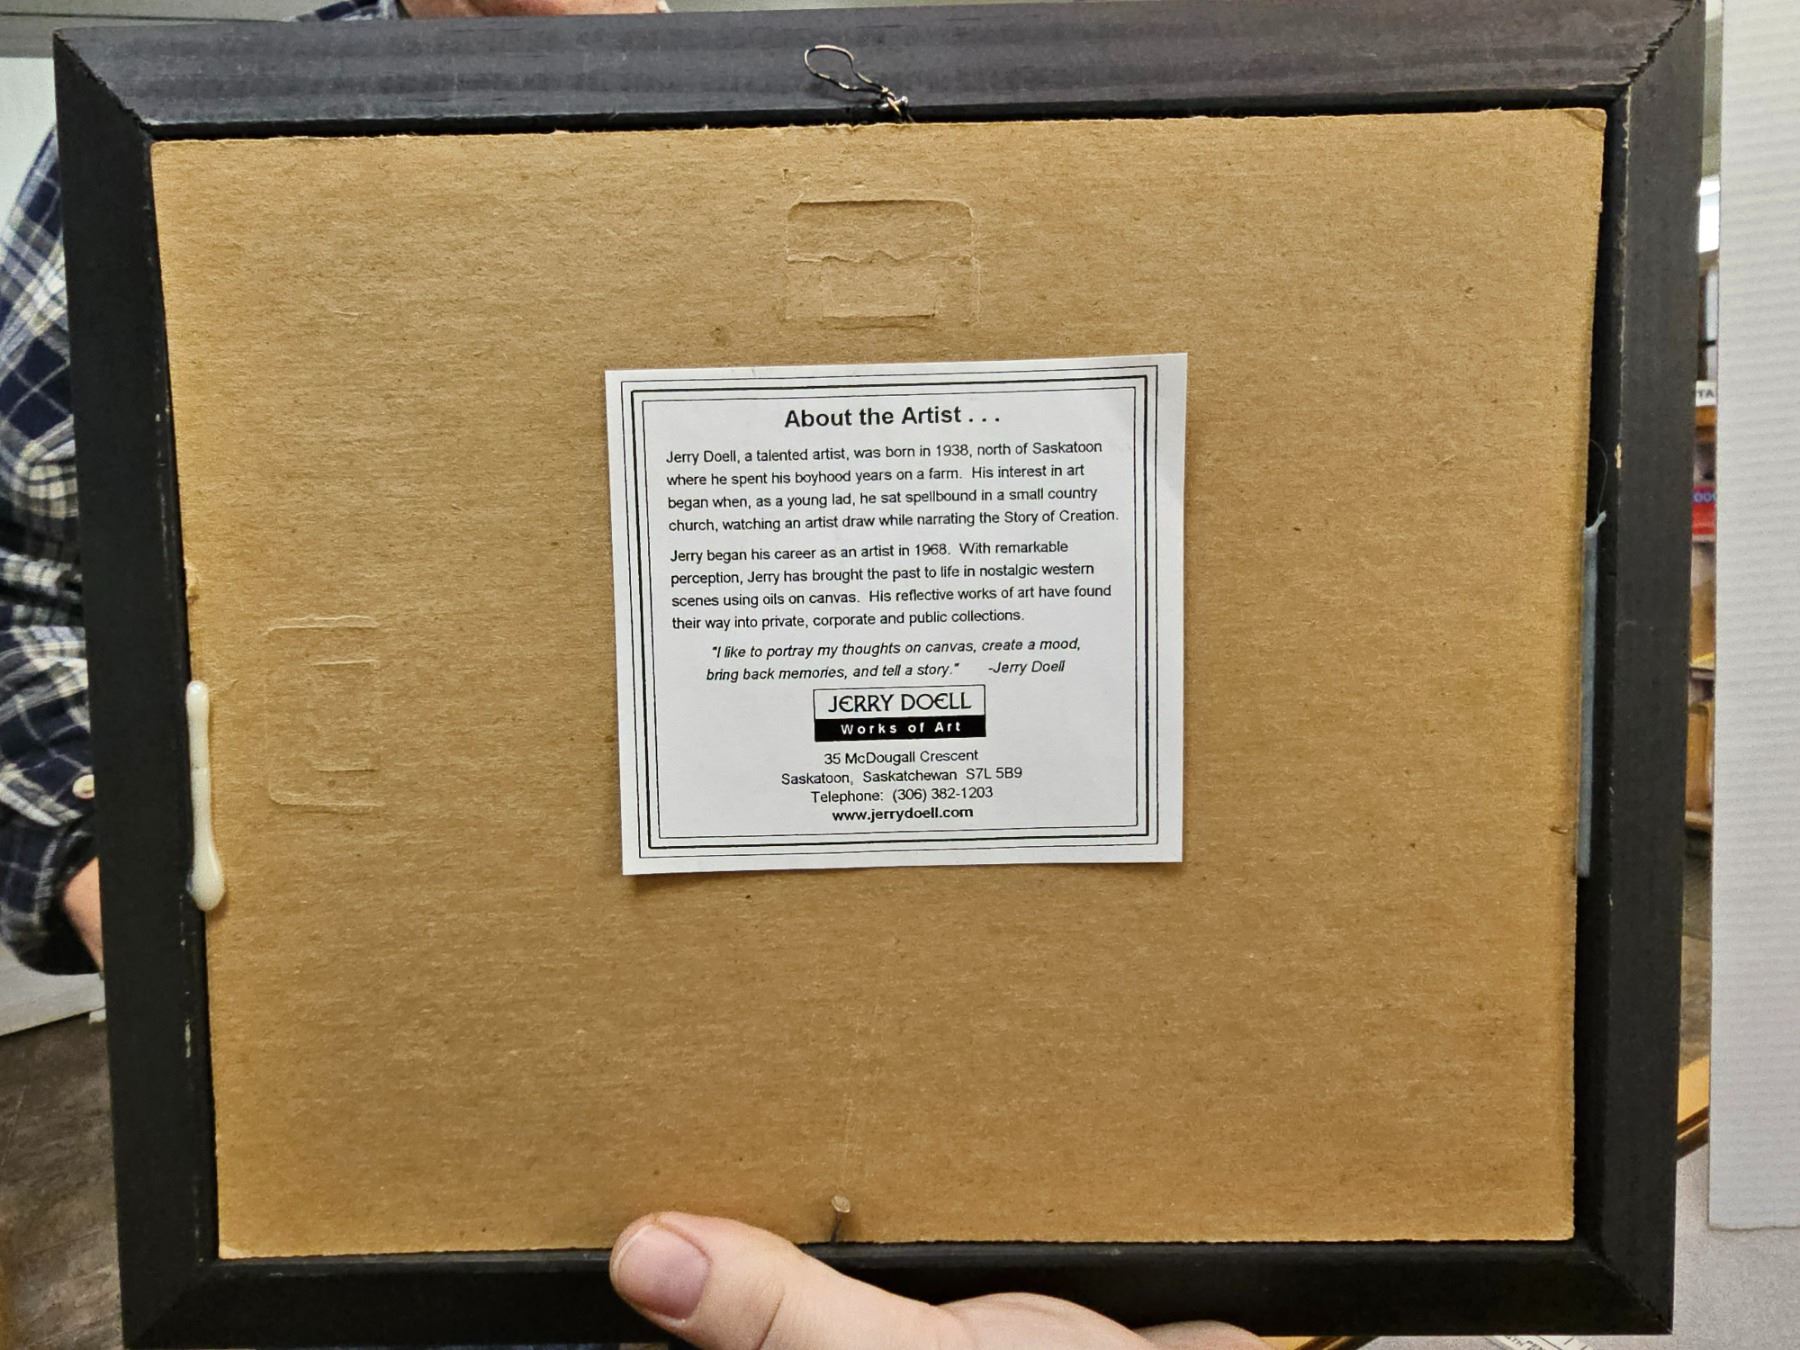 About the Artist . . .
Jerry Doell, a talented artist, was born in 1938, north of Saskatoon
where he spent his boyhood years on a farm. His interest in art
began when, as a young lad, he sat spellbound in a small country
church, watching an artist draw while narrating the Story of Creation.
Jerry began his career as an artist in 1968. With remarkable
perception, Jerry has brought the past to life in nostalgic western
scenes using oils on canvas. His reflective works of art have found
their way into private, corporate and public collections.
"I like to portray my thoughts on canvas, create a mood,
bring back memories, and tell a story." -Jerry Doell
JERRY DOELL
Works of Art
35 McDougall Crescent
Saskatoon, Saskatchewan S7L 5B9
Telephone: (306) 382-1203
www.jerrydoell.com